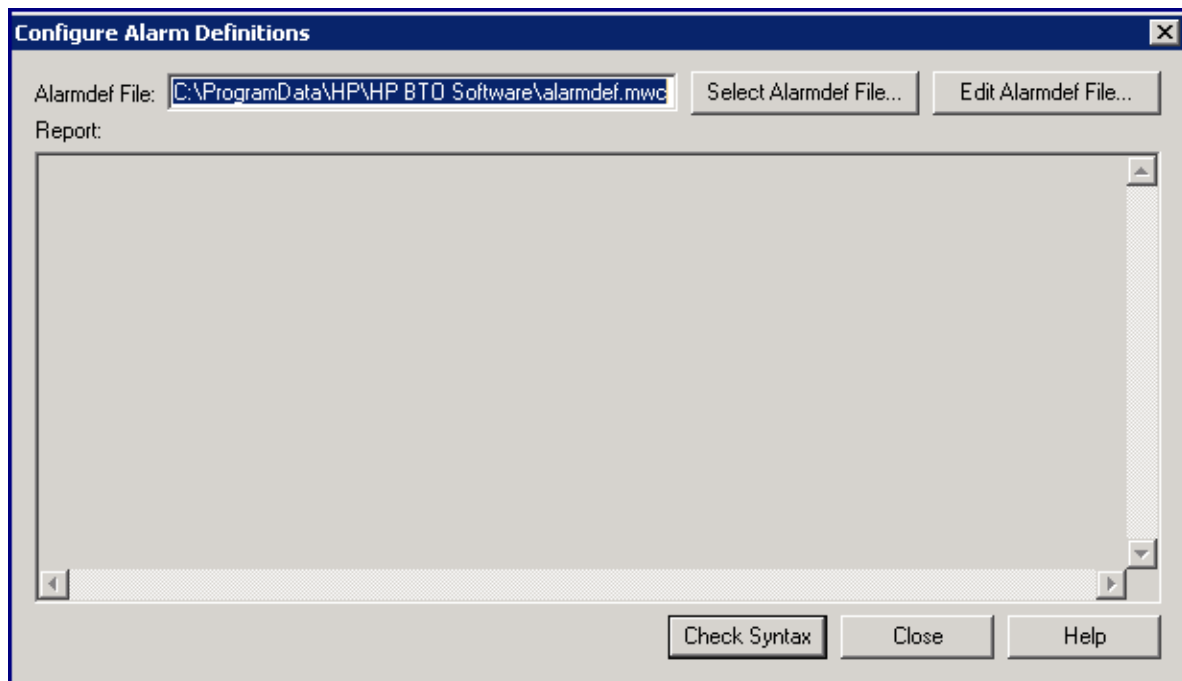 Configure Alarm Definitions
Alarmdef File: C:\ProgramData\HP\HP BTO Software\alarmdef.mwc Select Alarmdef File... Edit Alarmdef File...
Report:
Check Syntax Close Help